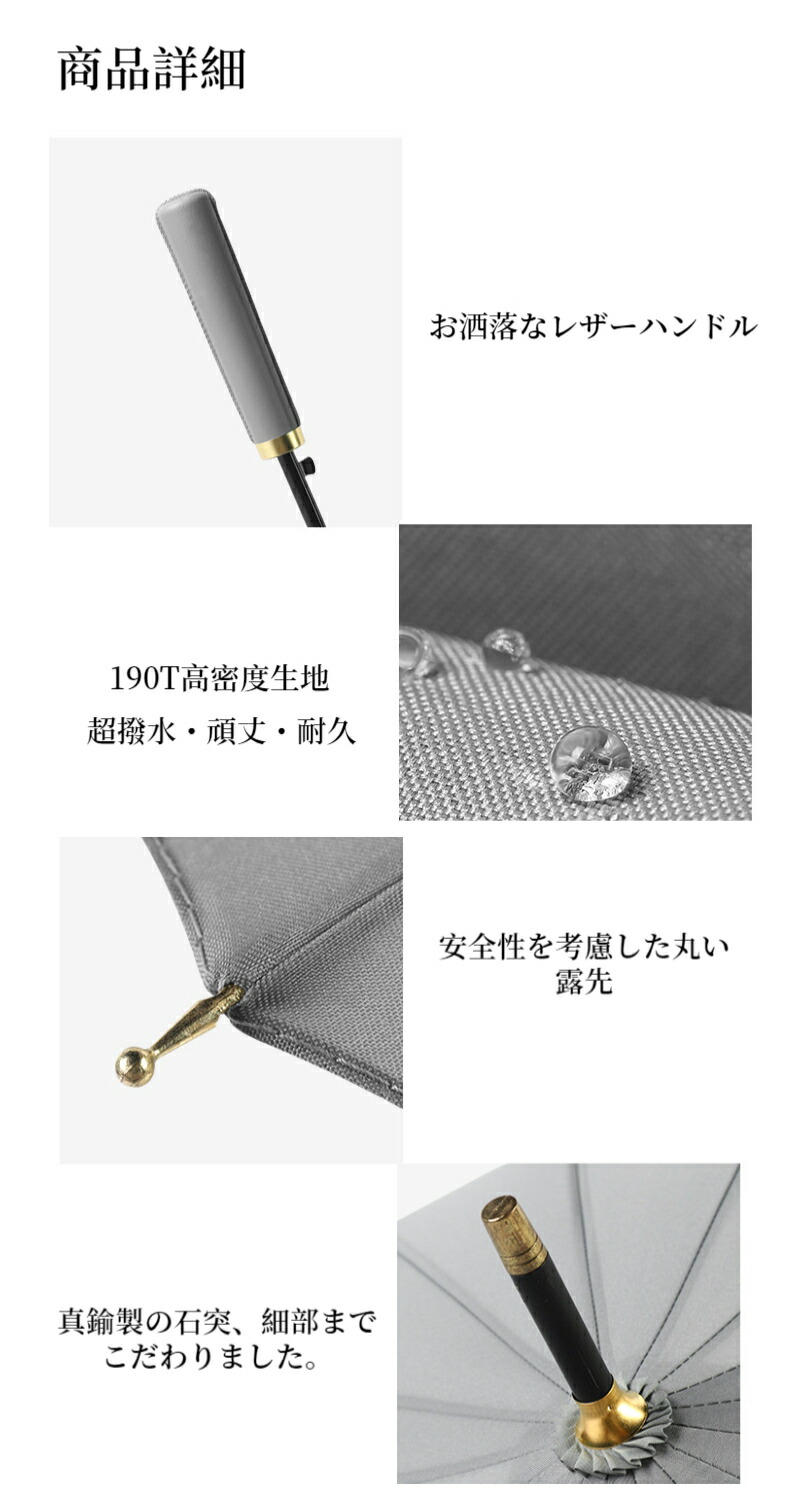 商品詳細
お洒落なレザーハンドル
190T高密度生地
超撥水・頑丈・耐久
安全性を考慮した丸い
露先
真鍮製の石突、細部まで
こだわりました。